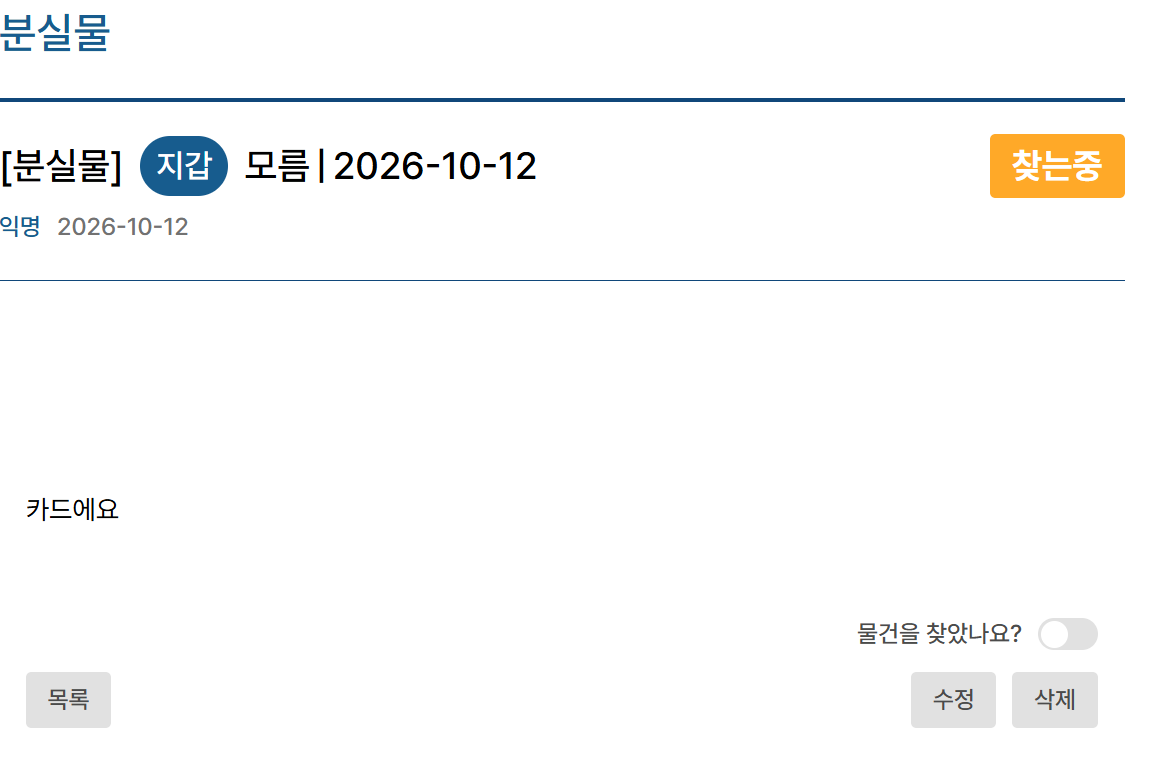 분실물
[분실물] 지갑 모름 | 2026-10-12 찾는중
익명 2026-10-12
카드에요
물건을 찾았나요?
목록 수정 삭제